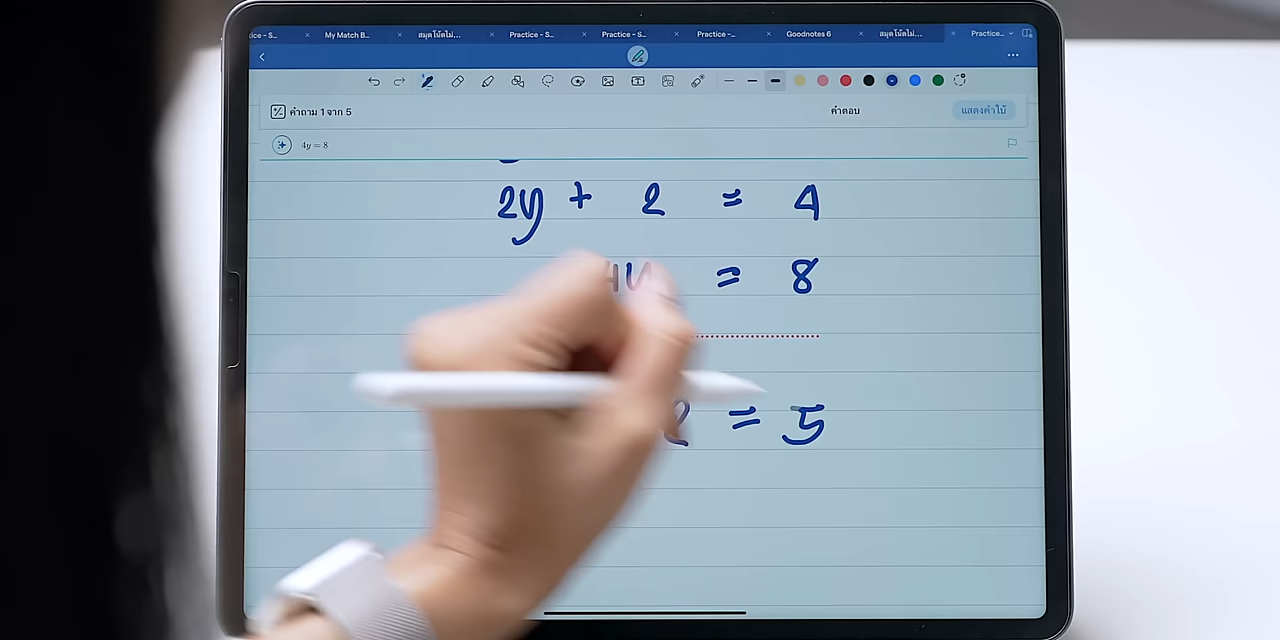 ice – S... My Match B... สมุดโน้ตไม่... Practice – S... Practice – S... Practice –... Goodnotes 6 สมุดโน้ตไม่... Practice...
คำถาม 1 จาก 5 คำตอบ แสดงคำใบ้
4y = 8
2y + 2 = 4
4y = 8
2 = 5